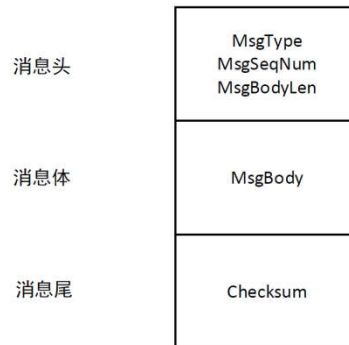 消息头
MsgType
MsgSeqNum
MsgBodyLen
消息体
MsgBody
消息尾
Checksum